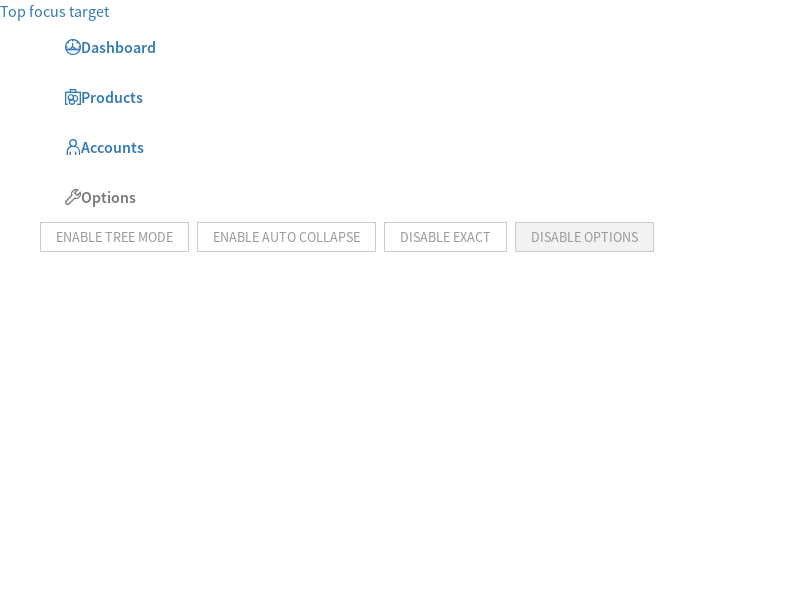 Top focus target
Dashboard
Products
Accounts
Options
ENABLE TREE MODE ENABLE AUTO COLLAPSE DISABLE EXACT DISABLE OPTIONS